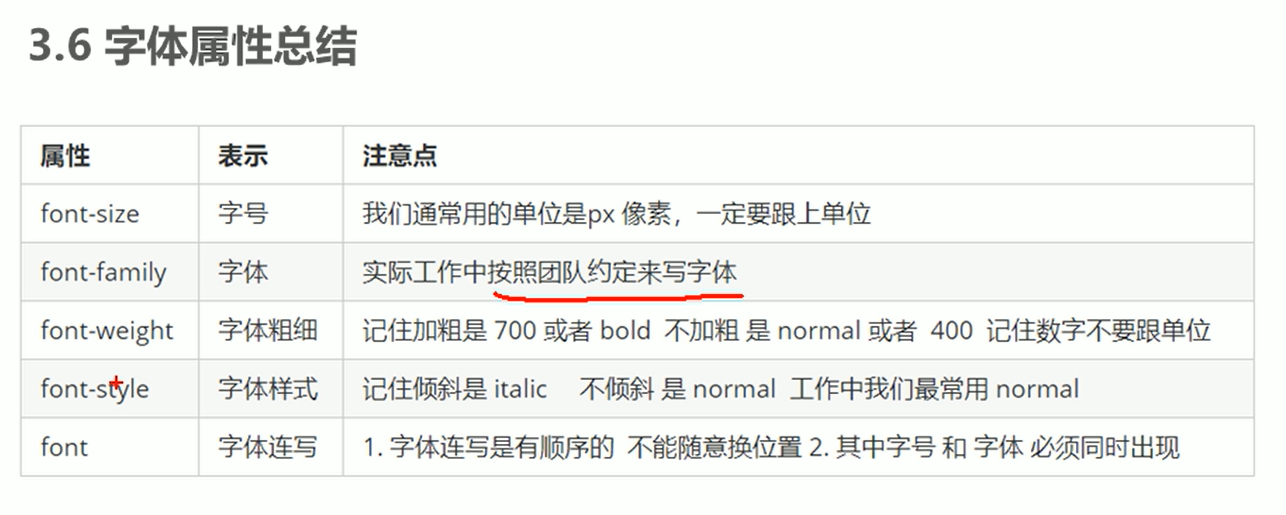 3.6 字体属性总结
属性 表示 注意点
font-size 字号 我们通常用的单位是px 像素，一定要跟上单位
font-family 字体 实际工作中按照团队约定来写字体
font-weight 字体粗细 记住加粗是 700 或者 bold 不加粗 是 normal 或者 400 记住数字不要跟单位
font-style 字体样式 记住倾斜是 italic 不倾斜 是 normal 工作中我们最常用 normal
font 字体连写 1. 字体连写是有顺序的 不能随意换位置 2. 其中字号 和 字体 必须同时出现